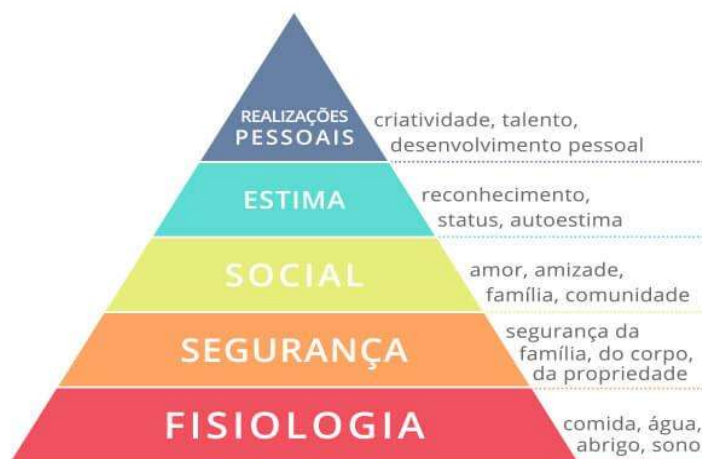 REALIZAÇÕES
PESSOAIS
criatividade, talento,
desenvolvimento pessoal
ESTIMA
reconhecimento,
status, autoestima
SOCIAL
amor, amizade,
família, comunidade
SEGURANÇA
segurança da
família, do corpo,
da propriedade
FISIOLOGIA
comida, água,
abrigo, sono